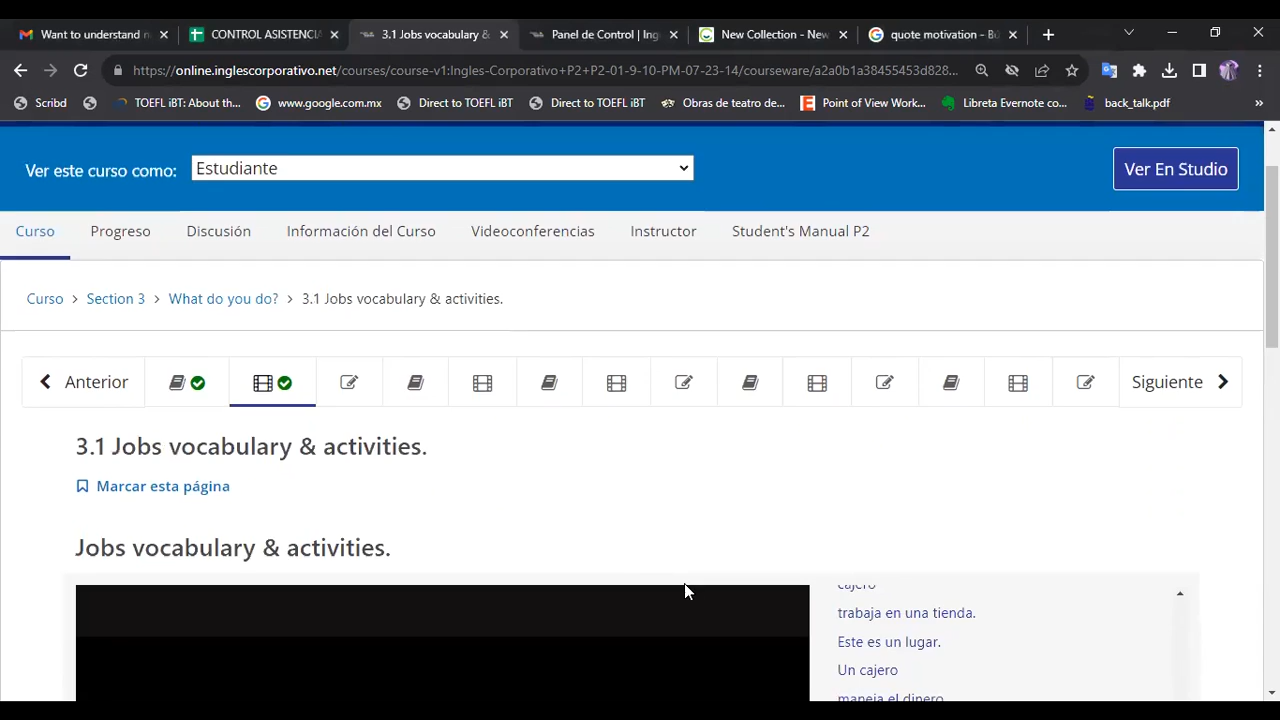 Want to understand n
CONTROL ASISTENCIA
3.1 Jobs vocabulary &
Panel de Control | Ing
New Collection - New
quote motivation - Bú
https://online.inglescorporativo.net/courses/course-v1:Ingles-Corporativo+P2+P2-01-9-10-PM-07-23-14/courseware/a2a0b1a38455453d828...
Scribd
TOEFL iBT: About th...
www.google.com.mx
Direct to TOEFL iBT
Direct to TOEFL iBT
Obras de teatro de...
Point of View Work...
Libreta Evernote co...
back_talk.pdf
»
Ver este curso como:
Estudiante
Ver En Studio
Curso
Progreso
Discusión
Información del Curso
Videoconferencias
Instructor
Student's Manual P2
Curso > Section 3 > What do you do? > 3.1 Jobs vocabulary & activities.
Anterior
Siguiente
3.1 Jobs vocabulary & activities.
Marcar esta página
Jobs vocabulary & activities.
cajero
trabaja en una tienda.
Este es un lugar.
Un cajero
maneja el dinero